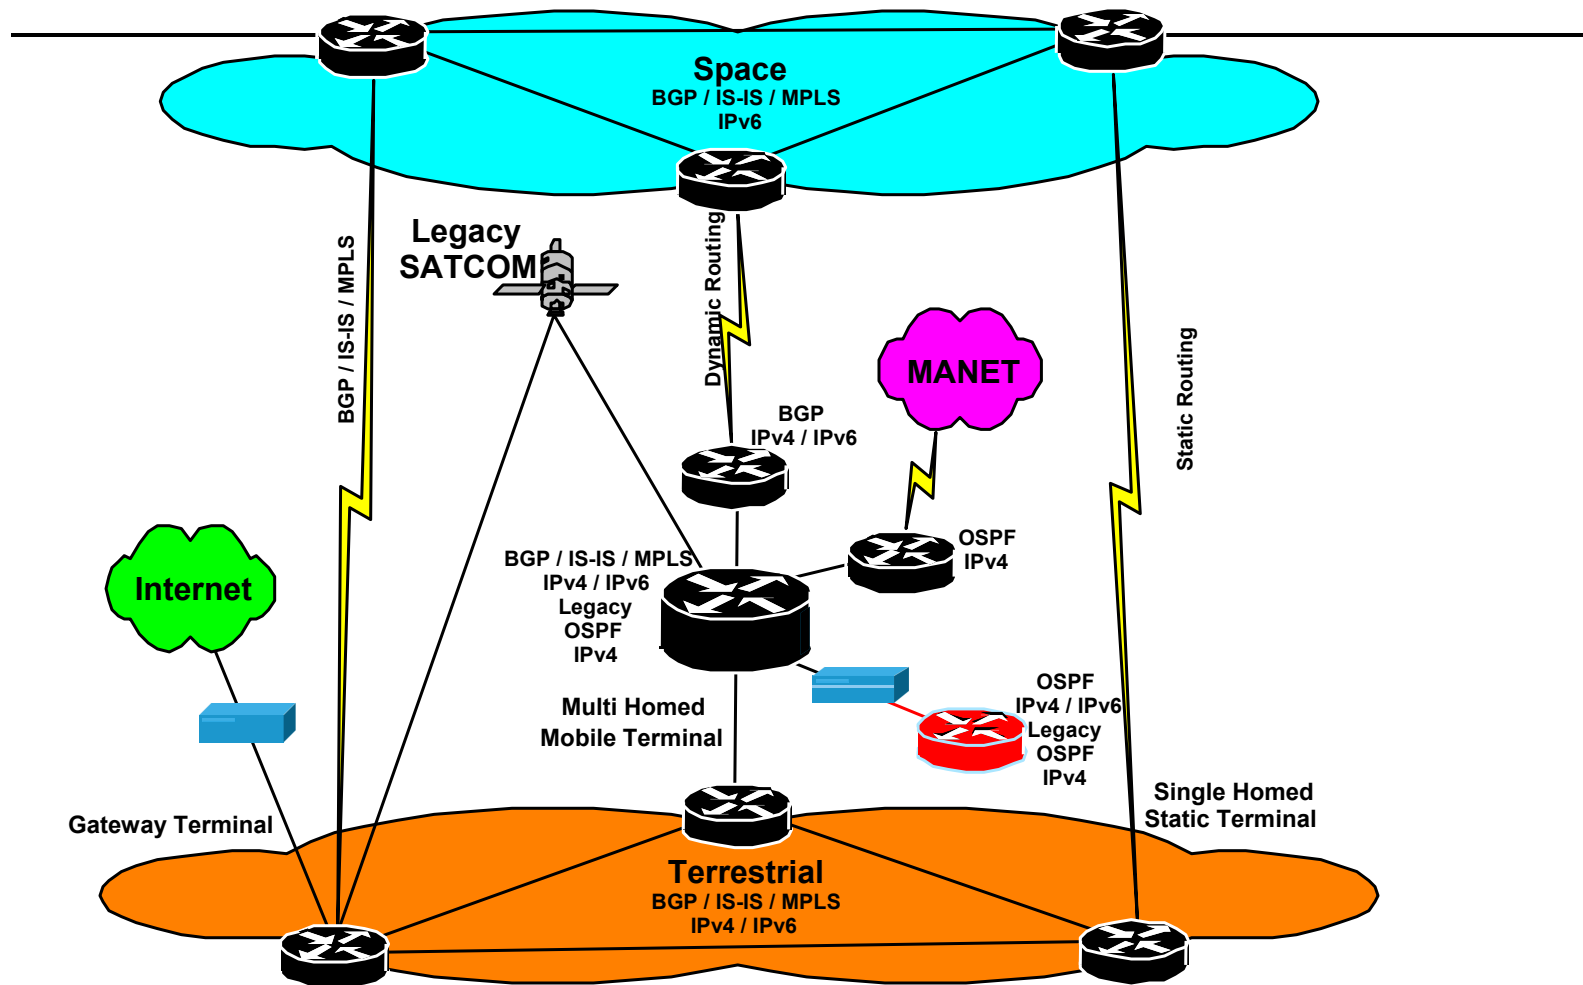 Space
BGP / IS-IS / MPLS
IPv6
Legacy
SATCOM
BGP / IS-IS / MPLS
Dynamic Routing
Static Routing
MANET
BGP
IPv4 / IPv6
OSPF
IPv4
BGP / IS-IS / MPLS
IPv4 / IPv6
Legacy
OSPF
IPv4
Internet
Multi Homed
Mobile Terminal
OSPF
IPv4 / IPv6
Legacy
OSPF
IPv4
Gateway Terminal
Single Homed
Static Terminal
Terrestrial
BGP / IS-IS / MPLS
IPv4 / IPv6